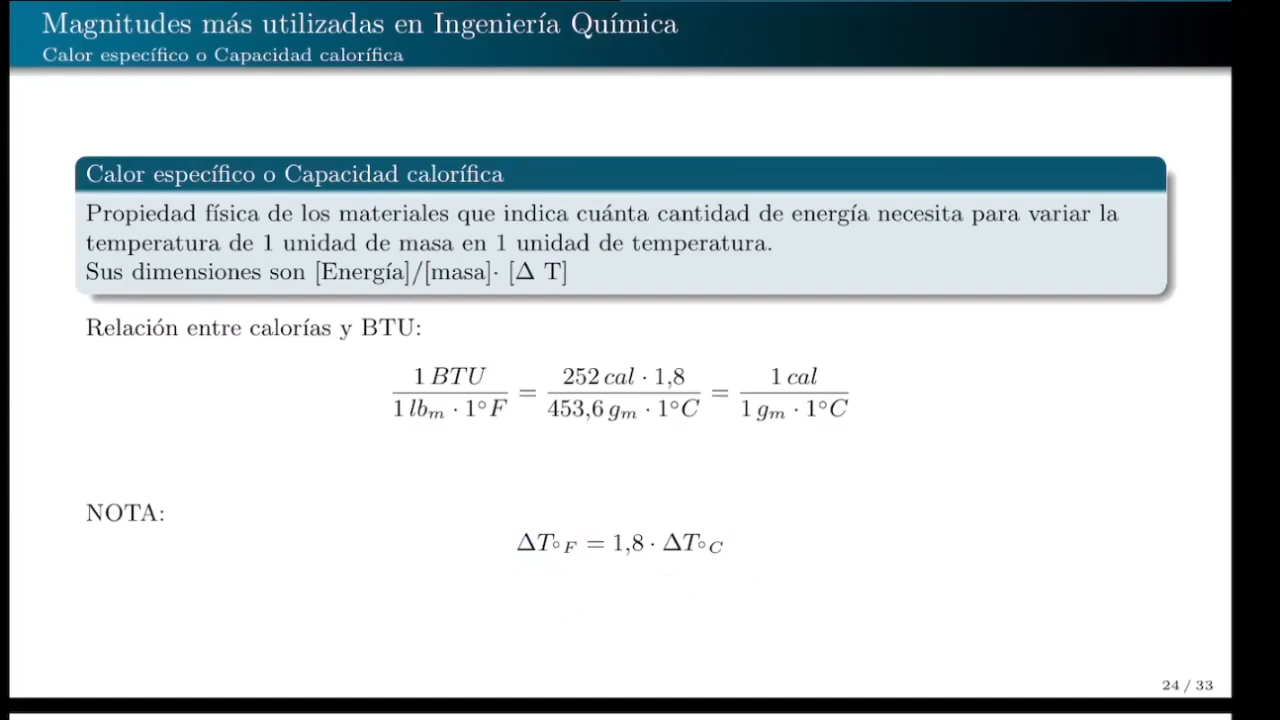 Magnitudes más utilizadas en Ingeniería Química
Calor específico o Capacidad calorífica
Calor específico o Capacidad calorífica
Propiedad física de los materiales que indica cuánta cantidad de energía necesita para variar la
temperatura de 1 unidad de masa en 1 unidad de temperatura.
Sus dimensiones son [Energía]/[masa]· [Δ T]
Relación entre calorías y BTU:
1 BTU / 1 lb_m · 1°F = 252 cal · 1,8 / 453,6 g_m · 1°C = 1 cal / 1 g_m · 1°C
NOTA:
ΔT°F = 1,8 · ΔT°C
24 / 33